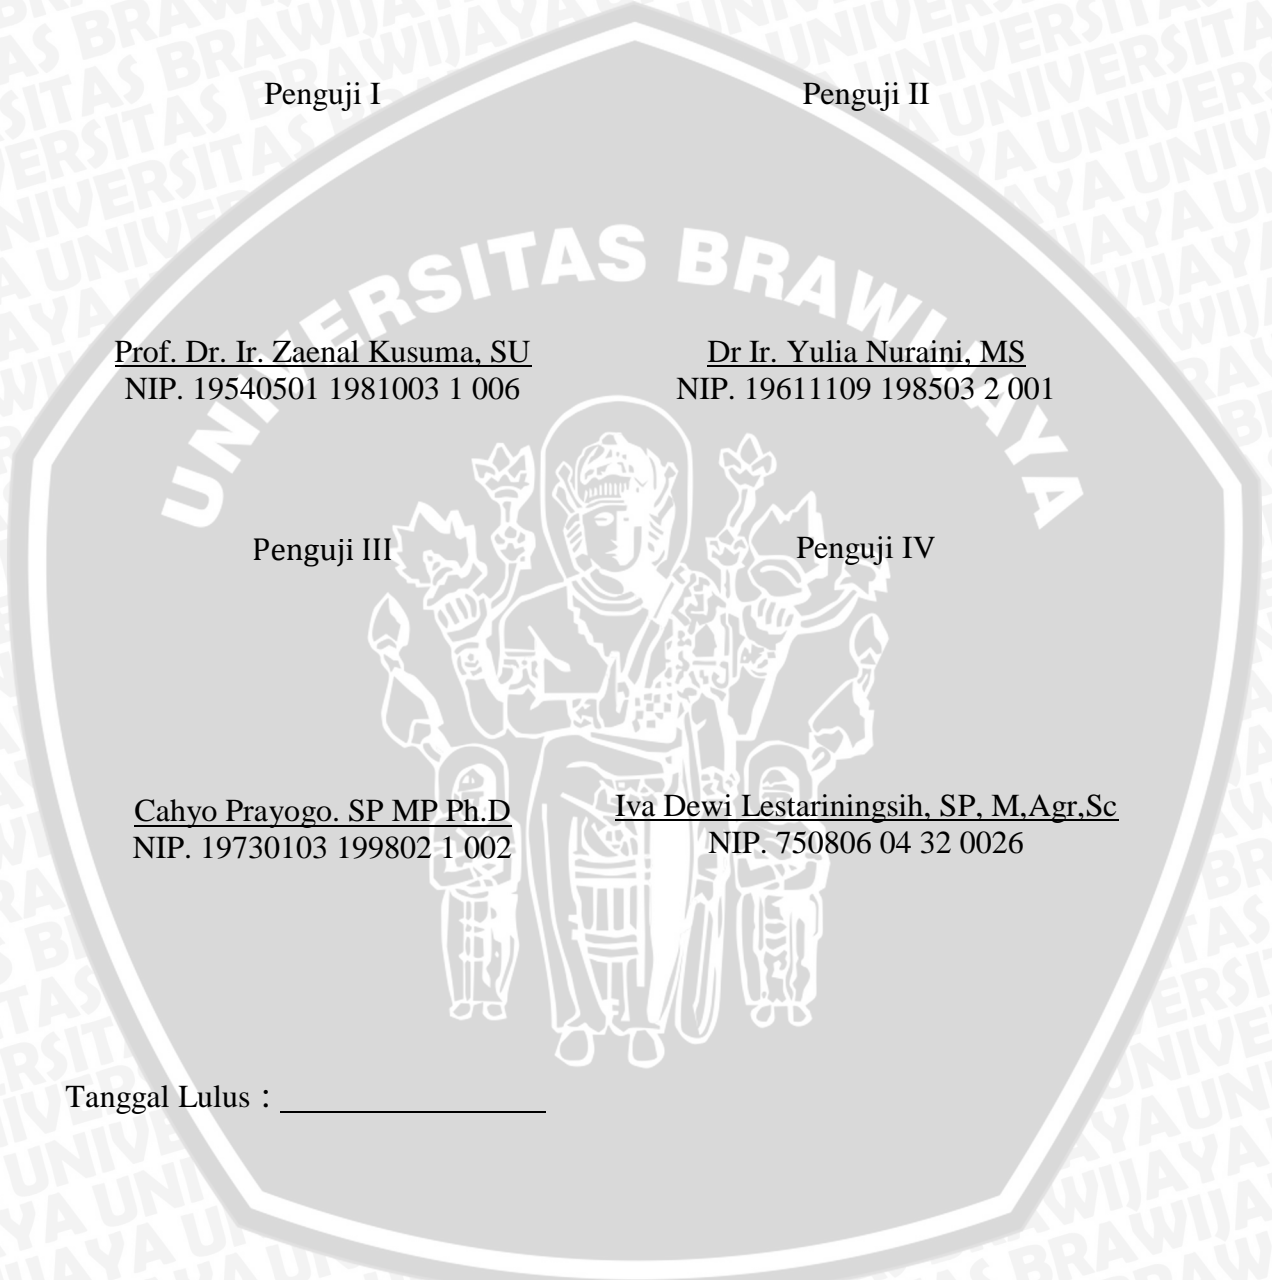 Penguji I
Penguji II
UNIVERSITAS BRAWIJAYA
Prof. Dr. Ir. Zaenal Kusuma, SU
NIP. 19540501 1981003 1 006
Dr Ir. Yulia Nuraini, MS
NIP. 19611109 198503 2 001
Penguji III
Penguji IV
Cahyo Prayogo. SP MP Ph.D
NIP. 19730103 199802 1 002
Iva Dewi Lestariningsih, SP, M,Agr,Sc
NIP. 750806 04 32 0026
Tanggal Lulus :